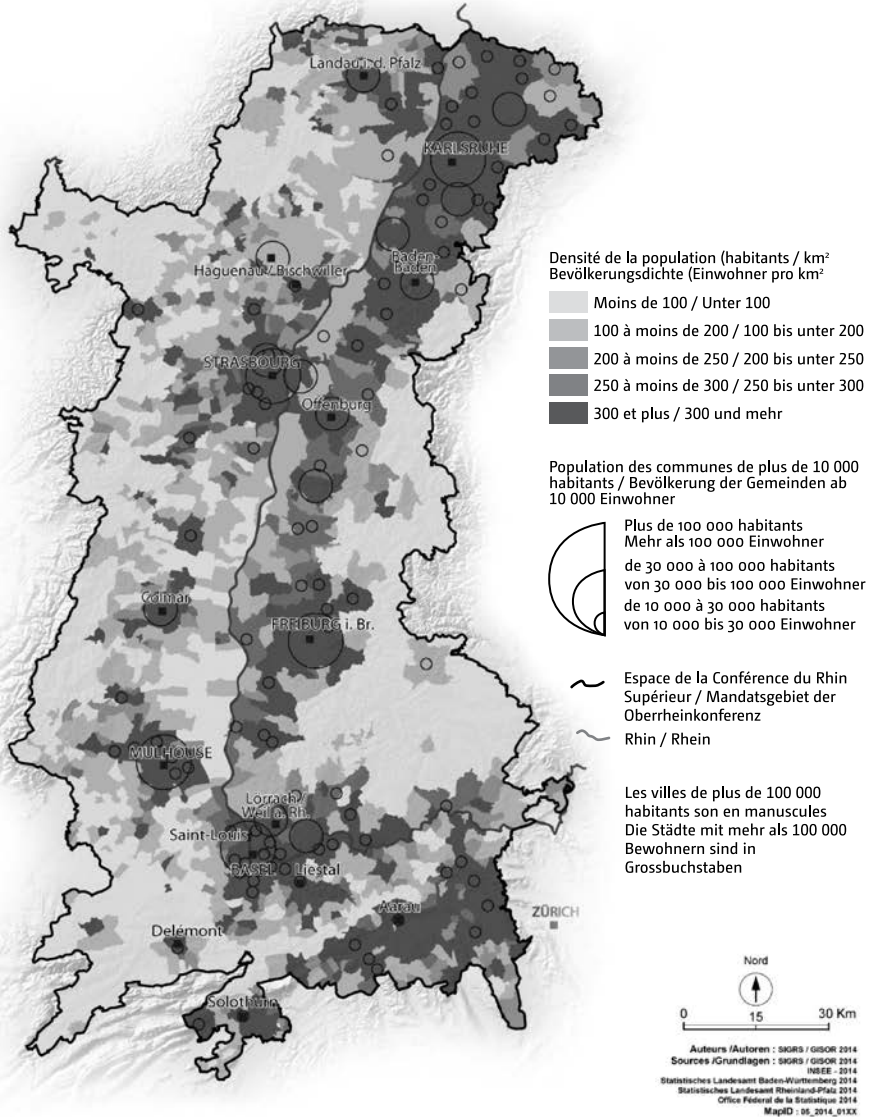 Landau i.d. Pfalz
KARLSRUHE
Baden-
Baden
Haguenau / Bischwiller
STRASBOURG
Offenburg
Colmar
FREIBURG i. Br.
MULHOUSE
Lörrach/
Weil a. Rh.
Saint-Louis
BASEL
Liestal
Aarau
ZÜRICH
Delémont
Solothurn
Densité de la population (habitants / km²
Bevölkerungsdichte (Einwohner pro km²
Moins de 100 / Unter 100
100 à moins de 200 / 100 bis unter 200
200 à moins de 250 / 200 bis unter 250
250 à moins de 300 / 250 bis unter 300
300 et plus / 300 und mehr
Population des communes de plus de 10 000
habitants / Bevölkerung der Gemeinden ab
10 000 Einwohner
Plus de 100 000 habitants
Mehr als 100 000 Einwohner
de 30 000 à 100 000 habitants
von 30 000 bis 100 000 Einwohner
de 10 000 à 30 000 habitants
von 10 000 bis 30 000 Einwohner
Espace de la Conférence du Rhin
Supérieur / Mandatsgebiet der
Oberrheinkonferenz
Rhin / Rhein
Les villes de plus de 100 000
habitants son en manuscules
Die Städte mit mehr als 100 000
Bewohnern sind in
Grossbuchstaben
Nord
0 15 30 Km
Auteurs /Autoren : SIGRS / GISOR 2014
Sources /Grundlagen : SIGRS / GISOR 2014
INSEE - 2014
Statistisches Landesamt Baden-Württemberg 2014
Statistisches Landesamt Rheinland-Pfalz 2014
Office Féderal de la Statistique 2014
MapID : 05_2014_01XX